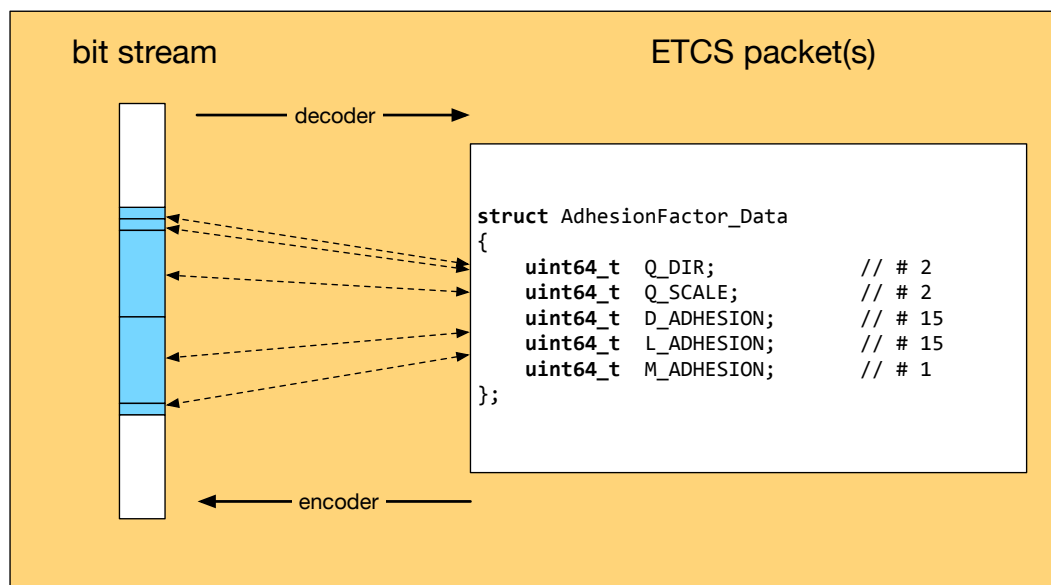 bit stream
ETCS packet(s)
decoder
struct AdhesionFactor_Data
{
    uint64_t  Q_DIR;            // # 2
    uint64_t  Q_SCALE;          // # 2
    uint64_t  D_ADHESION;       // # 15
    uint64_t  L_ADHESION;       // # 15
    uint64_t  M_ADHESION;       // # 1
};
encoder